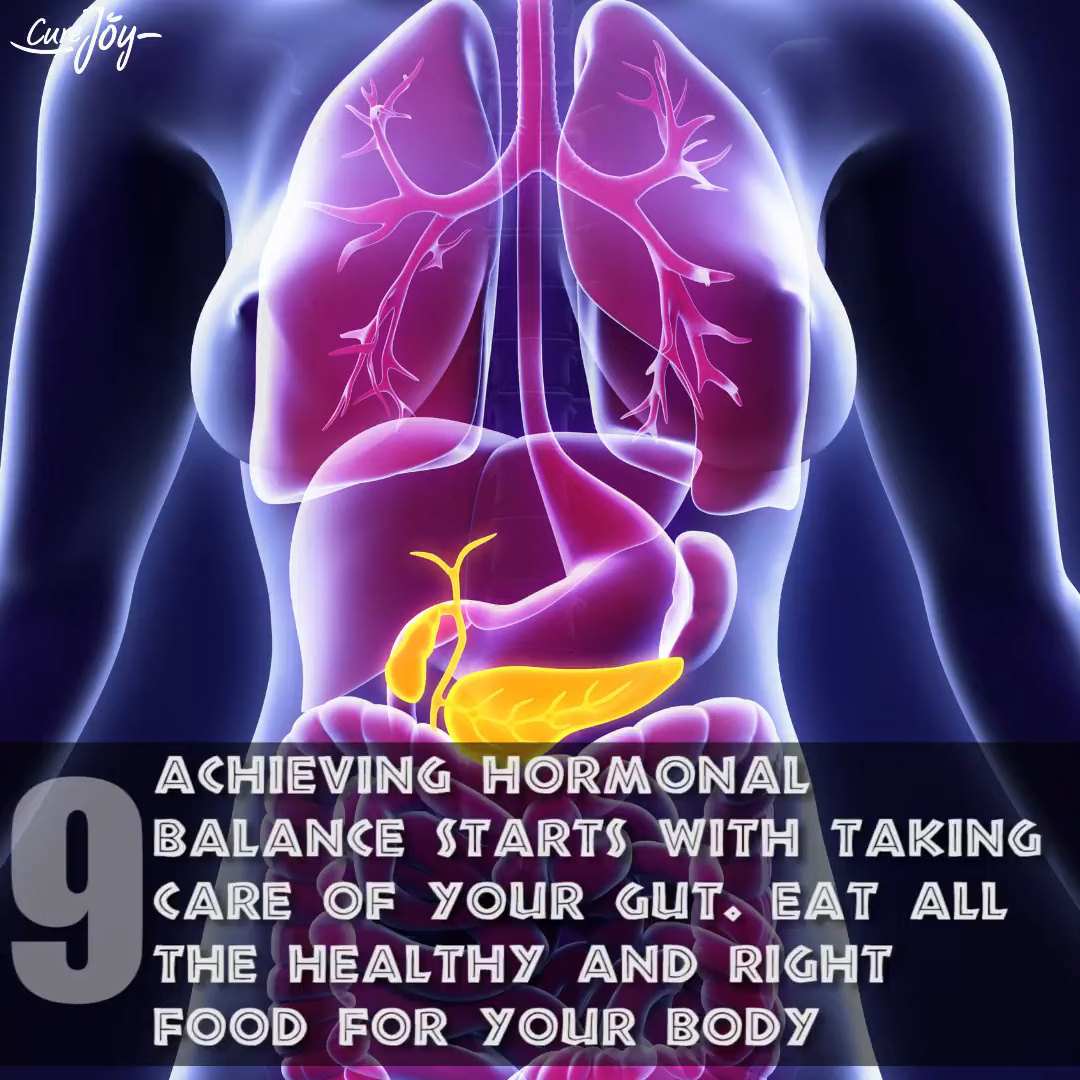 CureJoy
9
ACHIEVING HORMONAL
BALANCE STARTS WITH TAKING
CARE OF YOUR GUT. EAT ALL
THE HEALTHY AND RIGHT
FOOD FOR YOUR BODY